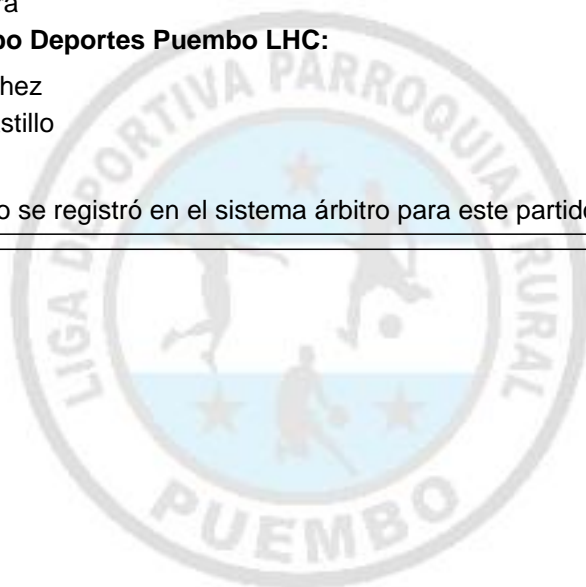 ra
oo Deportes Puembo LHC:
hez
stillo
o se registró en el sistema árbitro para este partido
LIGA DEPORTIVA PARROQUIAL RURAL
PUEMBO